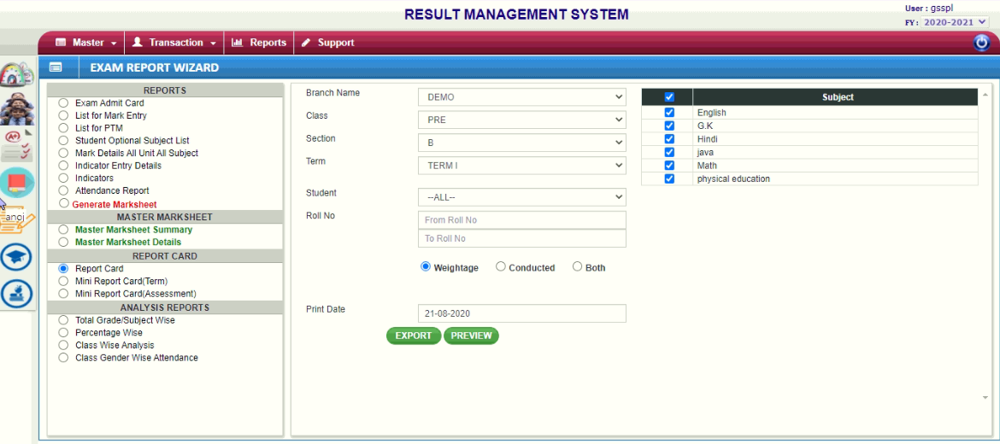 RESULT MANAGEMENT SYSTEM
User : gsspl
FY : 2020-2021
Master
Transaction
Reports
Support
EXAM REPORT WIZARD
REPORTS
Exam Admit Card
List for Mark Entry
List for PTM
Student Optional Subject List
Mark Details All Unit All Subject
Indicator Entry Details
Indicators
Attendance Report
Generate Marksheet
MASTER MARKSHEET
Master Marksheet Summary
Master Marksheet Details
REPORT CARD
Report Card
Mini Report Card(Term)
Mini Report Card(Assessment)
ANALYSIS REPORTS
Total Grade/Subject Wise
Percentage Wise
Class Wise Analysis
Class Gender Wise Attendance
Branch Name DEMO
Class PRE
Section B
Term TERM I
Student --ALL--
Roll No From Roll No
To Roll No
Weightage Conducted Both
Print Date 21-08-2020
EXPORT PREVIEW
Subject
English
G.K
Hindi
java
Math
physical education
A+